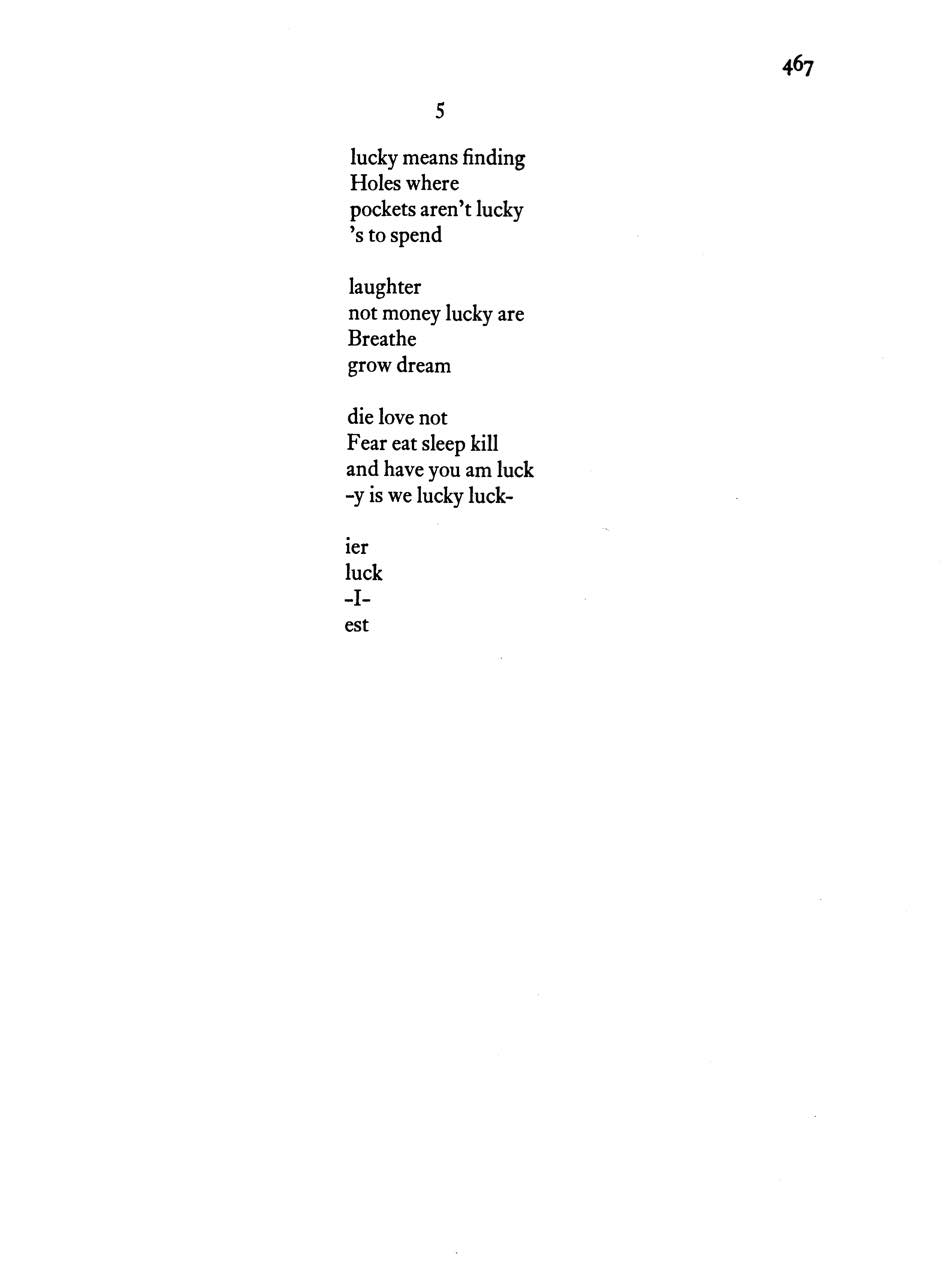 467
5
lucky means finding
Holes where
pockets aren't lucky
's to spend
laughter
not money lucky are
Breathe
grow dream
die love not
Fear eat sleep kill
and have you am luck
-y is we lucky luck-
ier
luck
-I-
est